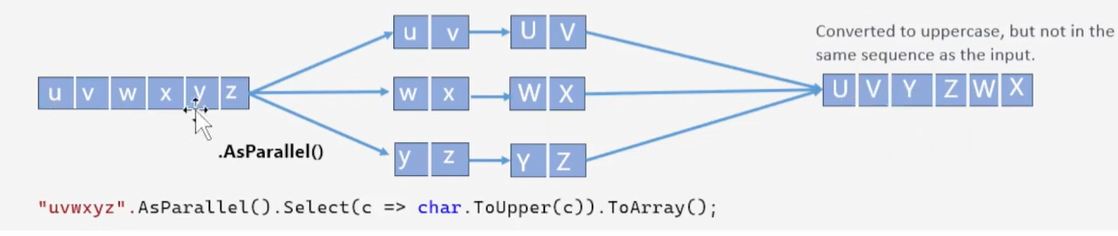 u v w x y z
.AsParallel()
u v
U V
w x
W X
y z
Y Z
Converted to uppercase, but not in the
same sequence as the input.
U V Y Z W X
"uvwxyz".AsParallel().Select(c => char.ToUpper(c)).ToArray();